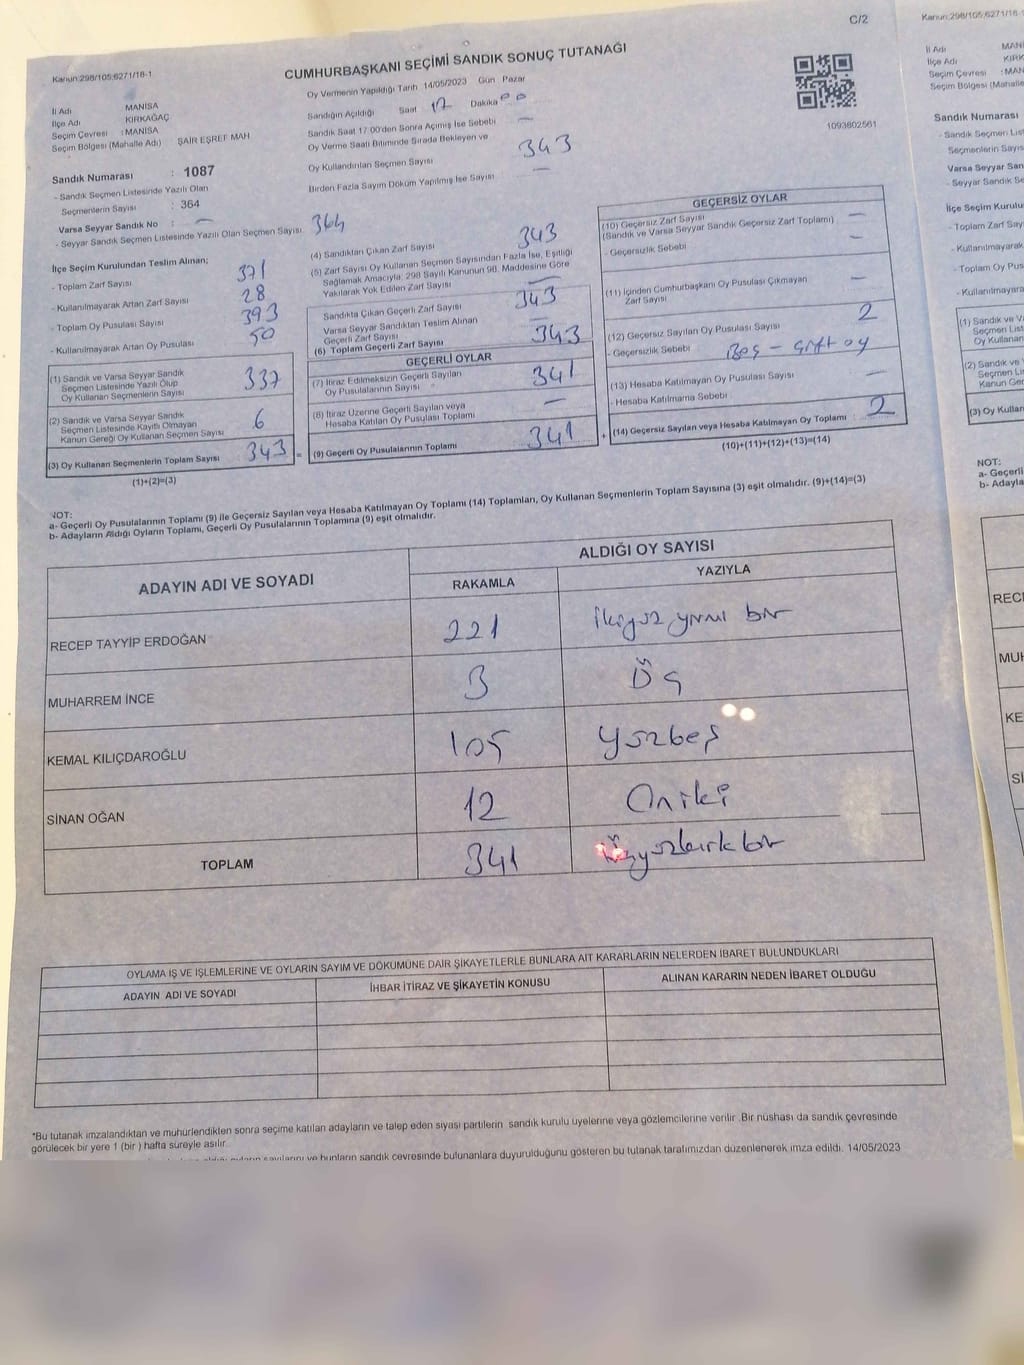 C/2
Kanun:298/105;6271/18-1
CUMHURBAŞKANI SEÇİMİ SANDIK SONUÇ TUTANAĞI
İl Adı MANİSA
İlçe Adı KIRKAĞAÇ
Seçim Çevresi : MANİSA
Seçim Bölgesi (Mahalle Adı) ŞAİR EŞREF MAH
Sandık Numarası : 1087
- Sandık Seçmen Listesinde Yazılı Olan
Seçmenlerin Sayısı : 364
Varsa Seyyar Sandık No : —
- Seyyar Sandık Seçmen Listesinde Yazılı Olan Seçmen Sayısı. 364
Oy Vermenin Yapıldığı Tarih 14/05/2023 Gün Pazar
Sandığın Açıldığı Saat 17 Dakika 00
Sandık Saat 17:00'den Sonra Açımış İse Sebebi —
Oy Verme Saati Bitiminde Sırada Bekleyen ve
Oy Kullandırılan Seçmen Sayısı 343
Birden Fazla Sayım Döküm Yapılmış İse Sayısı —
1093802561
İlçe Seçim Kurulundan Teslim Alınan;
- Toplam Zarf Sayısı 371
- Kullanılmayarak Artan Zarf Sayısı 28
- Toplam Oy Pusulası Sayısı 393
- Kullanılmayarak Artan Oy Pusulası 50
(1) Sandık ve Varsa Seyyar Sandık
Seçmen Listesinde Yazılı Olup
Oy Kullanan Seçmenlerin Sayısı 337
(2) Sandık ve Varsa Seyyar Sandık
Seçmen Listesinde Kayıtlı Olmayan
Kanun Gereği Oy Kullanan Seçmen Sayısı 6
(3) Oy Kullanan Seçmenlerin Toplam Sayısı 343 =
(1)+(2)=(3)
(4) Sandıktan Çıkan Zarf Sayısı 343
(5) Zarf Sayısı Oy Kullanan Seçmen Sayısından Fazla İse, Eşitliği
Sağlamak Amacıyla; 298 Sayılı Kanunun 98. Maddesine Göre
Yakılarak Yok Edilen Zarf Sayısı —
Sandıkta Çıkan Geçerli Zarf Sayısı 343
Varsa Seyyar Sandıktan Teslim Alınan
Geçerli Zarf Sayısı —
(6) Toplam Geçerli Zarf Sayısı 343
GEÇERLİ OYLAR
(7) İtiraz Edilmeksizin Geçerli Sayılan
Oy Pusulalarının Sayısı 341
(8) İtiraz Üzerine Geçerli Sayılan veya
Hesaba Katılan Oy Pusulası Toplamı —
(9) Geçerli Oy Pusulalarının Toplamı 341 +
GEÇERSİZ OYLAR
(10) Geçersiz Zarf Sayısı —
(Sandık ve Varsa Seyyar Sandık Geçersiz Zarf Toplamı)
- Geçersizlik Sebebi —
(11) İçinden Cumhurbaşkanı Oy Pusulası Çıkmayan
Zarf Sayısı —
(12) Geçersiz Sayılan Oy Pusulası Sayısı 2
- Geçersizlik Sebebi Boş - çift oy
(13) Hesaba Katılmayan Oy Pusulası Sayısı —
- Hesaba Katılmama Sebebi
(14) Geçersiz Sayılan veya Hesaba Katılmayan Oy Toplamı : 2
(10)+(11)+(12)+(13)=(14)
NOT:
a- Geçerli Oy Pusulalarının Toplamı (9) ile Geçersiz Sayılan veya Hesaba Katılmayan Oy Toplamı (14) Toplamları, Oy Kullanan Seçmenlerin Toplam Sayısına (3) eşit olmalıdır. (9)+(14)=(3)
b- Adayların Aldığı Oyların Toplamı, Geçerli Oy Pusulalarının Toplamına (9) eşit olmalıdır.
ADAYIN ADI VE SOYADI ALDIĞI OY SAYISI
RAKAMLA YAZIYLA
RECEP TAYYİP ERDOĞAN 221 ikiyüz yirmi bir
MUHARREM İNCE 3 Üç
KEMAL KILIÇDAROĞLU 105 yüzbeş
SİNAN OĞAN 12 Oniki
TOPLAM 341 üçyüzkırk bir
OYLAMA İŞ VE İŞLEMLERİNE VE OYLARIN SAYIM VE DÖKÜMÜNE DAİR ŞİKAYETLERLE BUNLARA AİT KARARLARIN NELERDEN İBARET BULUNDUKLARI
ADAYIN ADI VE SOYADI İHBAR İTİRAZ VE ŞİKAYETİN KONUSU ALINAN KARARIN NEDEN İBARET OLDUĞU
*Bu tutanak imzalandıktan ve mühürlendikten sonra seçime katılan adayların ve talep eden siyasi partilerin sandık kurulu üyelerine veya gözlemcilerine verilir .Bir nüshası da sandık çevresinde
görülecek bir yere 1 (bir ) hafta süreyle asılır.
oyların sayılarını ve bunların sandık çevresinde bulunanlara duyurulduğunu gösteren bu tutanak tarafımızdan düzenlenerek imza edildi. 14/05/2023
Kanun:298/105;6271/18-1
İl Adı MANİ
İlçe Adı KIRK
Seçim Çevresi : MAN
Seçim Bölgesi (Mahalle
Sandık Numarası
- Sandık Seçmen List
Seçmenlerin Sayıs
Varsa Seyyar San
- Seyyar Sandık Se
İlçe Seçim Kurulu
- Toplam Zarf Say
- Kullanılmayarak
- Toplam Oy Pusu
- Kullanılmayara
(1) Sandık ve V
Seçmen List
Oy Kullanan
(2) Sandık ve
Seçmen Li
Kanun Ger
(3) Oy Kullan
NOT:
a- Geçerli
b- Adayla
RECE
MUH
KE
Sİ